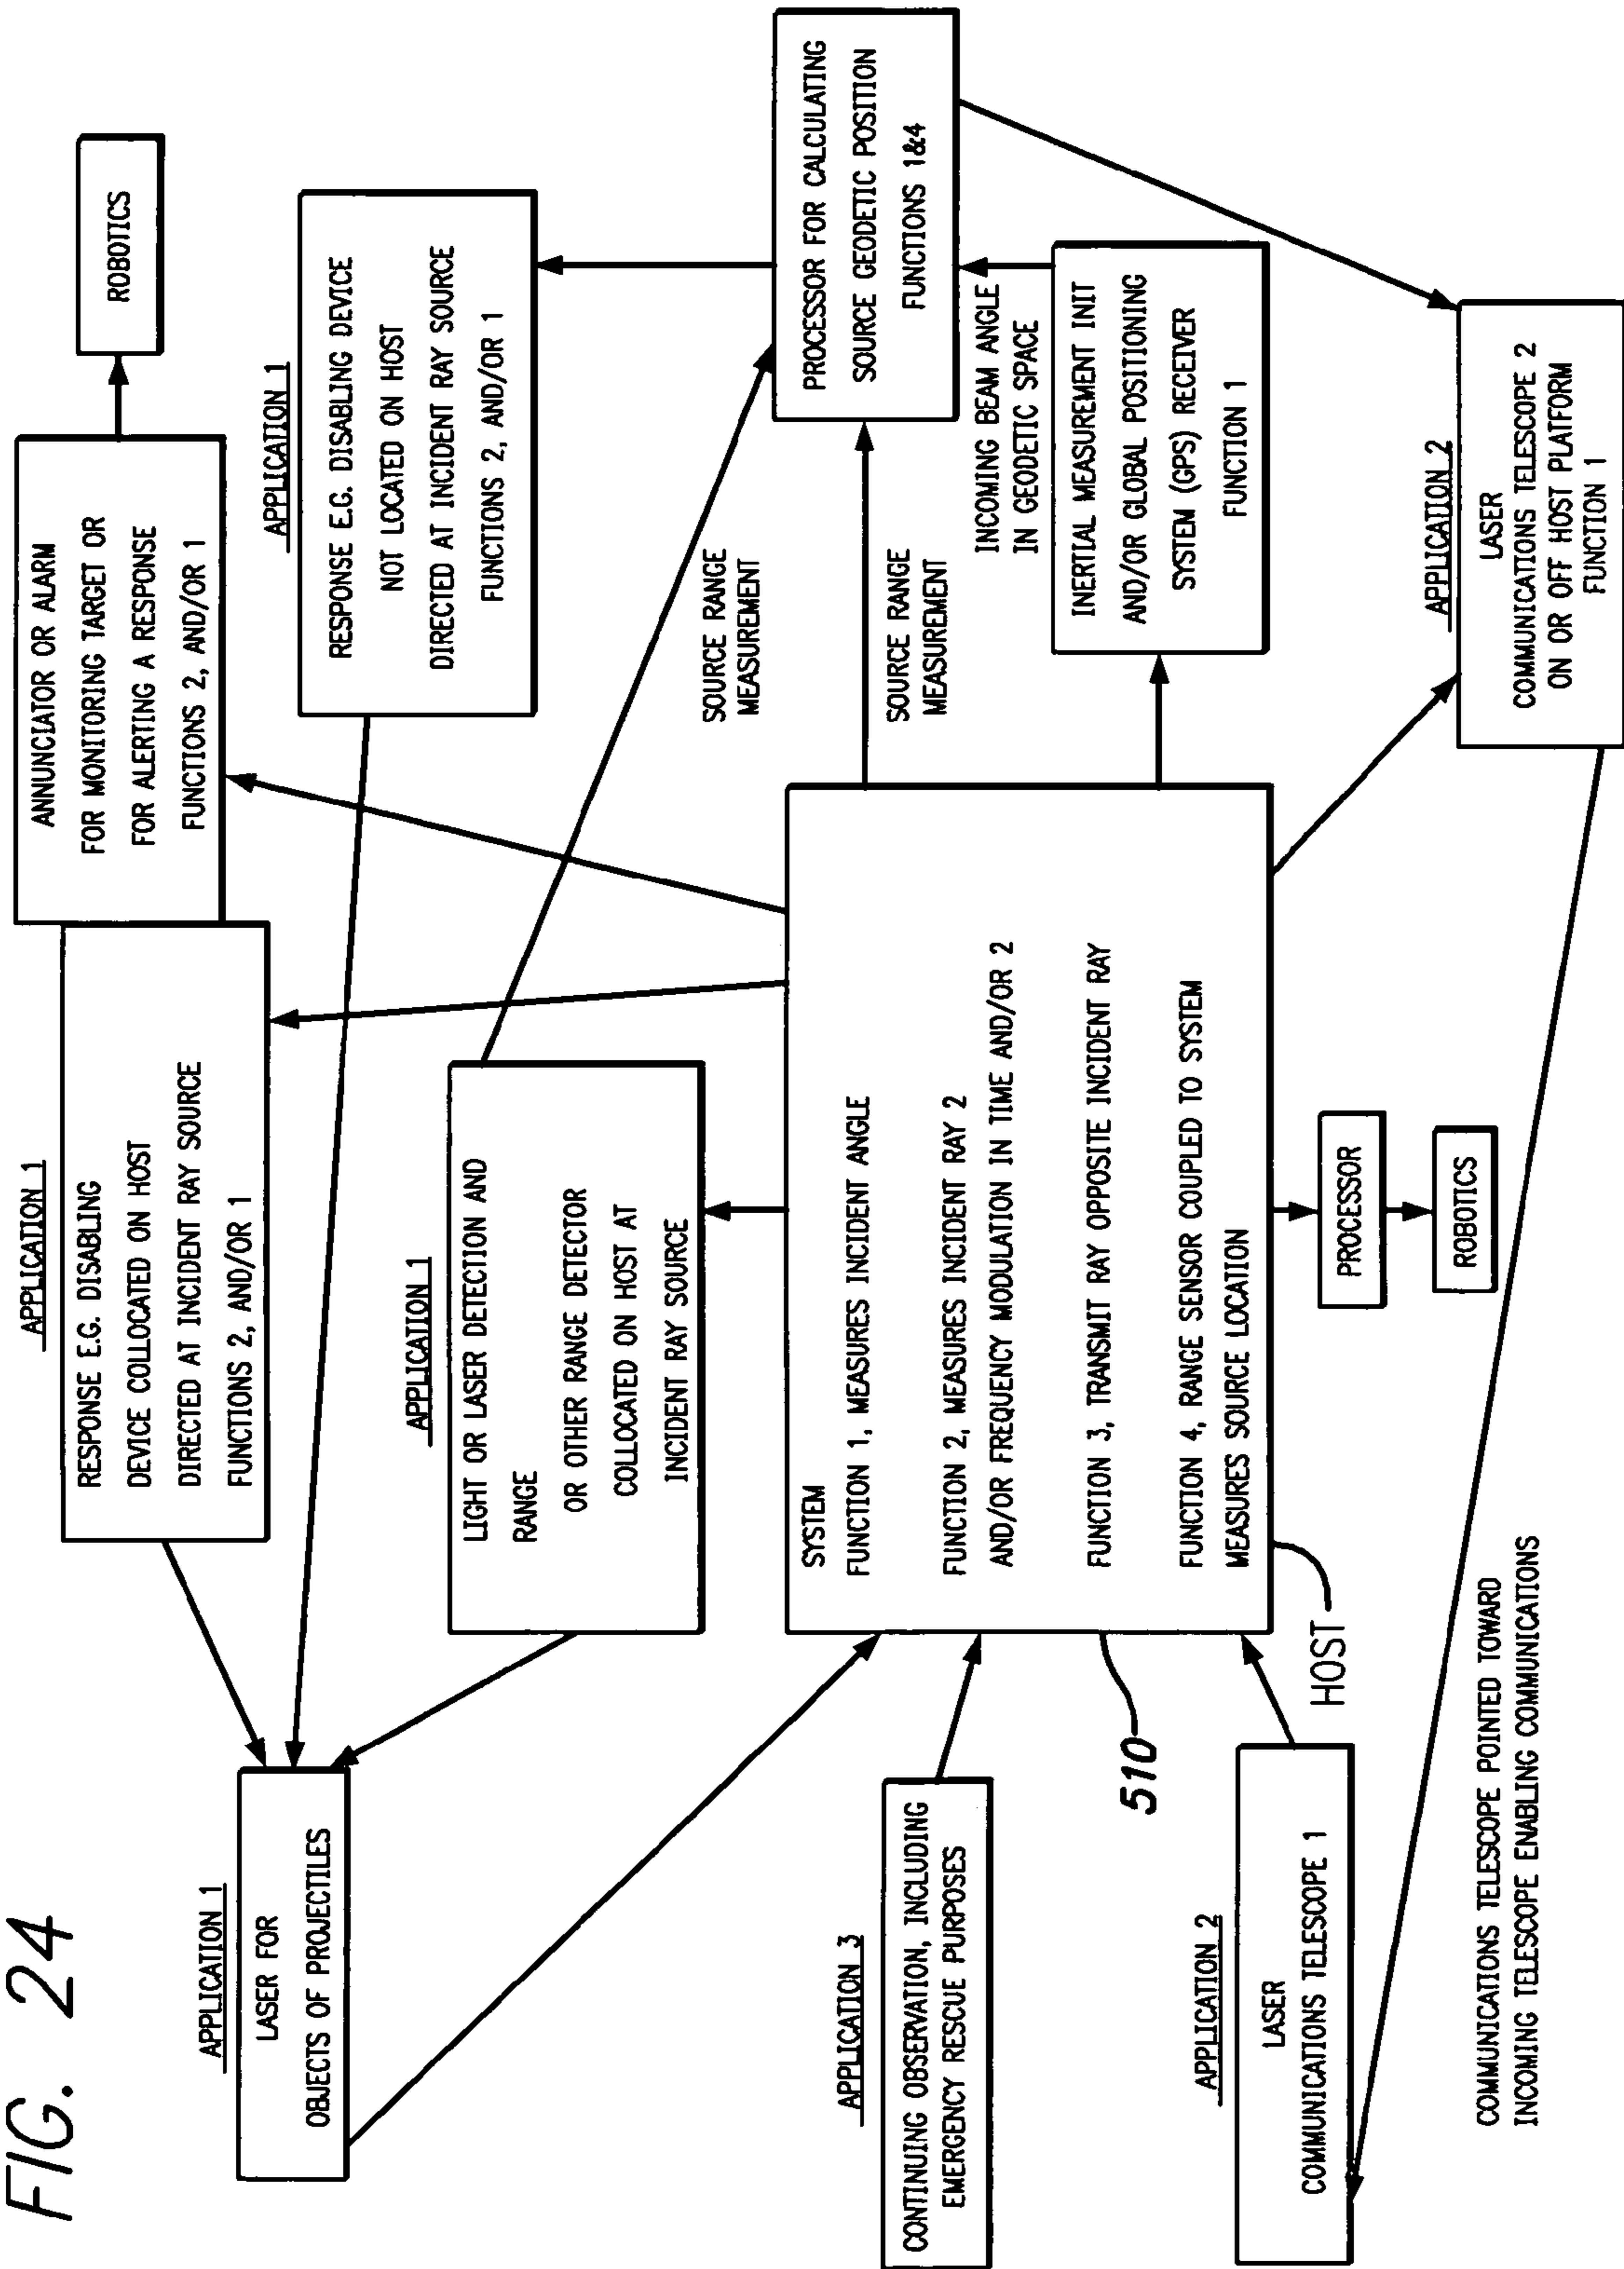 FIG. 24
APPLICATION 1
LASER FOR
OBJECTS OF PROJECTILES
APPLICATION 1
RESPONSE E.G. DISABLING
DEVICE COLLOCATED ON HOST
DIRECTED AT INCIDENT RAY SOURCE
FUNCTIONS 2, AND/OR 1
ANNUNCIATOR OR ALARM
FOR MONITORING TARGET OR
FOR ALERTING A RESPONSE
FUNCTIONS 2, AND/OR 1
ROBOTICS
APPLICATION 1
RESPONSE E.G. DISABLING DEVICE
NOT LOCATED ON HOST
DIRECTED AT INCIDENT RAY SOURCE
FUNCTIONS 2, AND/OR 1
APPLICATION 1
LIGHT OR LASER DETECTION AND
RANGE
OR OTHER RANGE DETECTOR
COLLOCATED ON HOST AT
INCIDENT RAY SOURCE
SOURCE RANGE
MEASUREMENT
PROCESSOR FOR CALCULATING
SOURCE GEODETIC POSITION
FUNCTIONS 1&4
SOURCE RANGE
MEASUREMENT
INCOMING BEAM ANGLE
IN GEODETIC SPACE
INERTIAL MEASUREMENT INIT
AND/OR GLOBAL POSITIONING
SYSTEM (GPS) RECEIVER
FUNCTION 1
SYSTEM
FUNCTION 1, MEASURES INCIDENT ANGLE
FUNCTION 2, MEASURES INCIDENT RAY 2
AND/OR FREQUENCY MODULATION IN TIME AND/OR 2
FUNCTION 3, TRANSMIT RAY OPPOSITE INCIDENT RAY
FUNCTION 4, RANGE SENSOR COUPLED TO SYSTEM
MEASURES SOURCE LOCATION
APPLICATION 3
CONTINUING OBSERVATION, INCLUDING
EMERGENCY RESCUE PURPOSES
510
HOST
PROCESSOR
ROBOTICS
APPLICATION 2
LASER
COMMUNICATIONS TELESCOPE 1
APPLICATION 2
LASER
COMMUNICATIONS TELESCOPE 2
ON OR OFF HOST PLATFORM
FUNCTION 1
COMMUNICATIONS TELESCOPE POINTED TOWARD
INCOMING TELESCOPE ENABLING COMMUNICATIONS